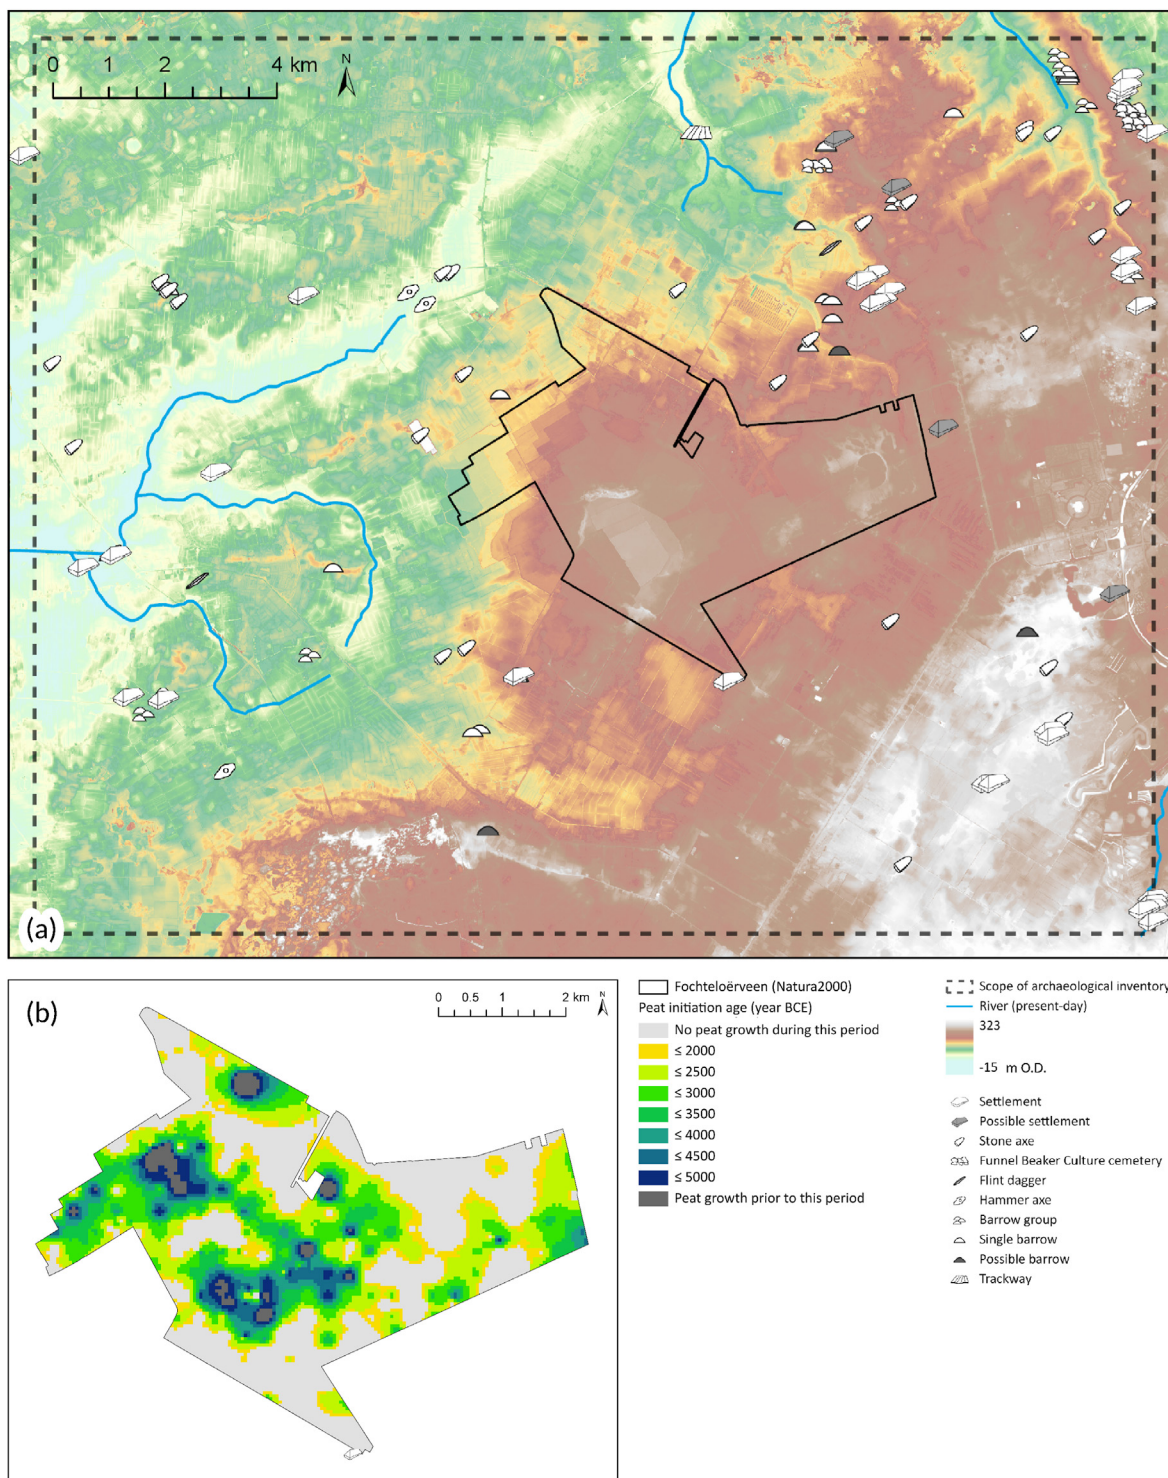 0 1 2 4 km
N
(a)
(b)
0 0.5 1 2 km
N
Fochteloërveen (Natura2000)
Peat initiation age (year BCE)
No peat growth during this period
≤ 2000
≤ 2500
≤ 3000
≤ 3500
≤ 4000
≤ 4500
≤ 5000
Peat growth prior to this period
Scope of archaeological inventory
River (present-day)
323
-15 m O.D.
Settlement
Possible settlement
Stone axe
Funnel Beaker Culture cemetery
Flint dagger
Hammer axe
Barrow group
Single barrow
Possible barrow
Trackway